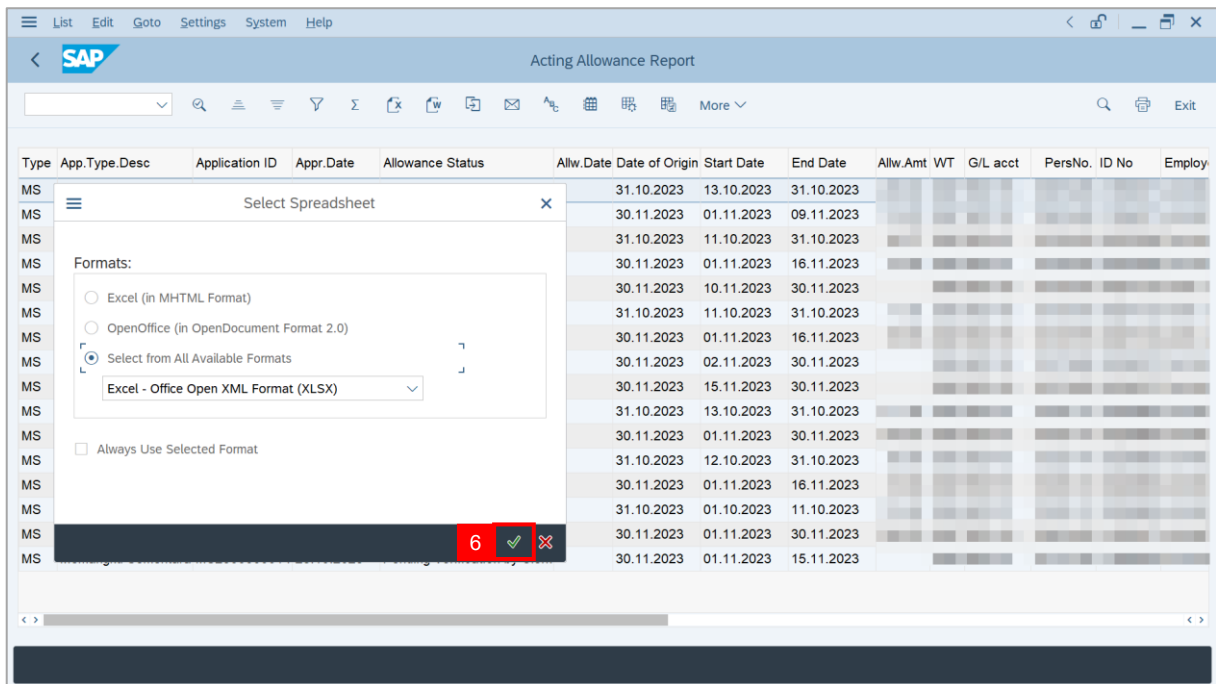 List Edit Goto Settings System Help
SAP Acting Allowance Report
More Exit
Type App.Type.Desc Application ID Appr.Date Allowance Status Allw.Date Date of Origin Start Date End Date Allw.Amt WT G/L acct PersNo. ID No Employ
MS 31.10.2023 13.10.2023 31.10.2023
Select Spreadsheet
MS 30.11.2023 01.11.2023 09.11.2023
MS 31.10.2023 11.10.2023 31.10.2023
Formats:
MS 30.11.2023 01.11.2023 16.11.2023
MS 30.11.2023 10.11.2023 30.11.2023
Excel (in MHTML Format)
MS 31.10.2023 11.10.2023 31.10.2023
OpenOffice (in OpenDocument Format 2.0)
MS 30.11.2023 01.11.2023 16.11.2023
Select from All Available Formats
MS 30.11.2023 02.11.2023 30.11.2023
Excel - Office Open XML Format (XLSX)
MS 30.11.2023 15.11.2023 30.11.2023
MS 31.10.2023 13.10.2023 31.10.2023
MS 30.11.2023 01.11.2023 30.11.2023
Always Use Selected Format
MS 31.10.2023 12.10.2023 31.10.2023
MS 30.11.2023 01.11.2023 16.11.2023
MS 31.10.2023 01.10.2023 11.10.2023
MS 30.11.2023 01.11.2023 30.11.2023
6
MS 30.11.2023 01.11.2023 15.11.2023